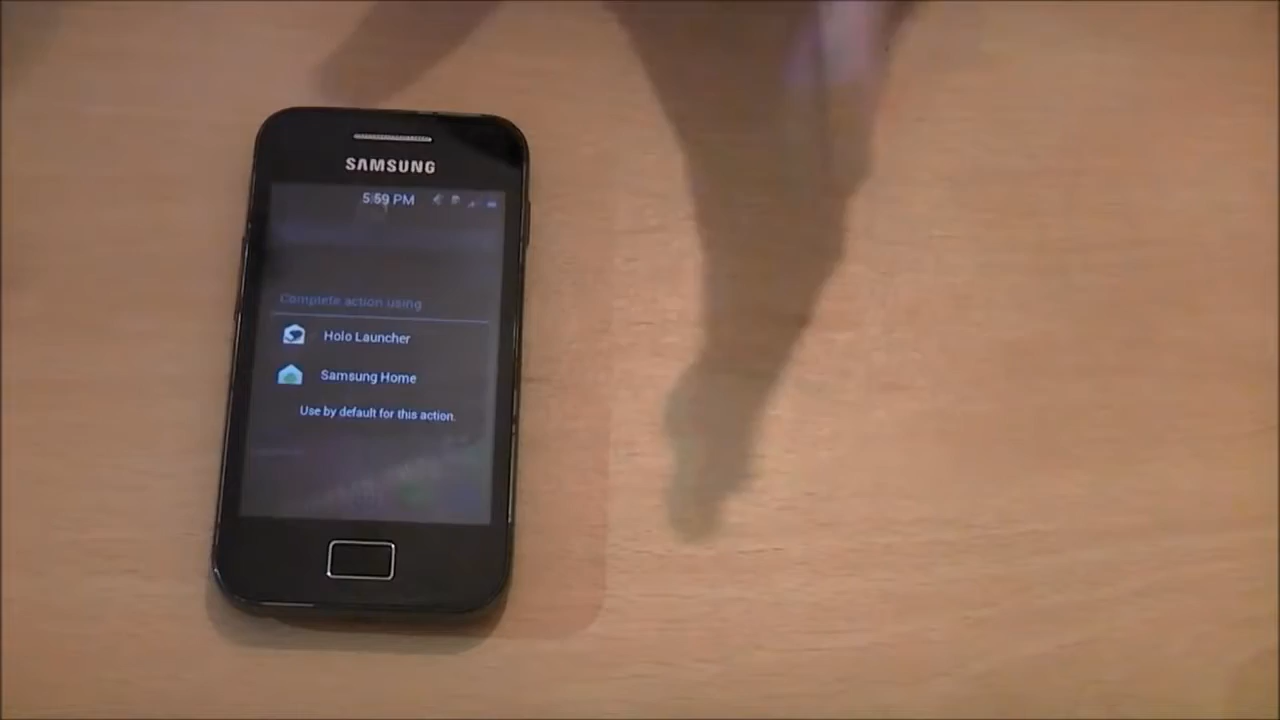 SAMSUNG
5:59 PM
Complete action using
Holo Launcher
Samsung Home
Use by default for this action.